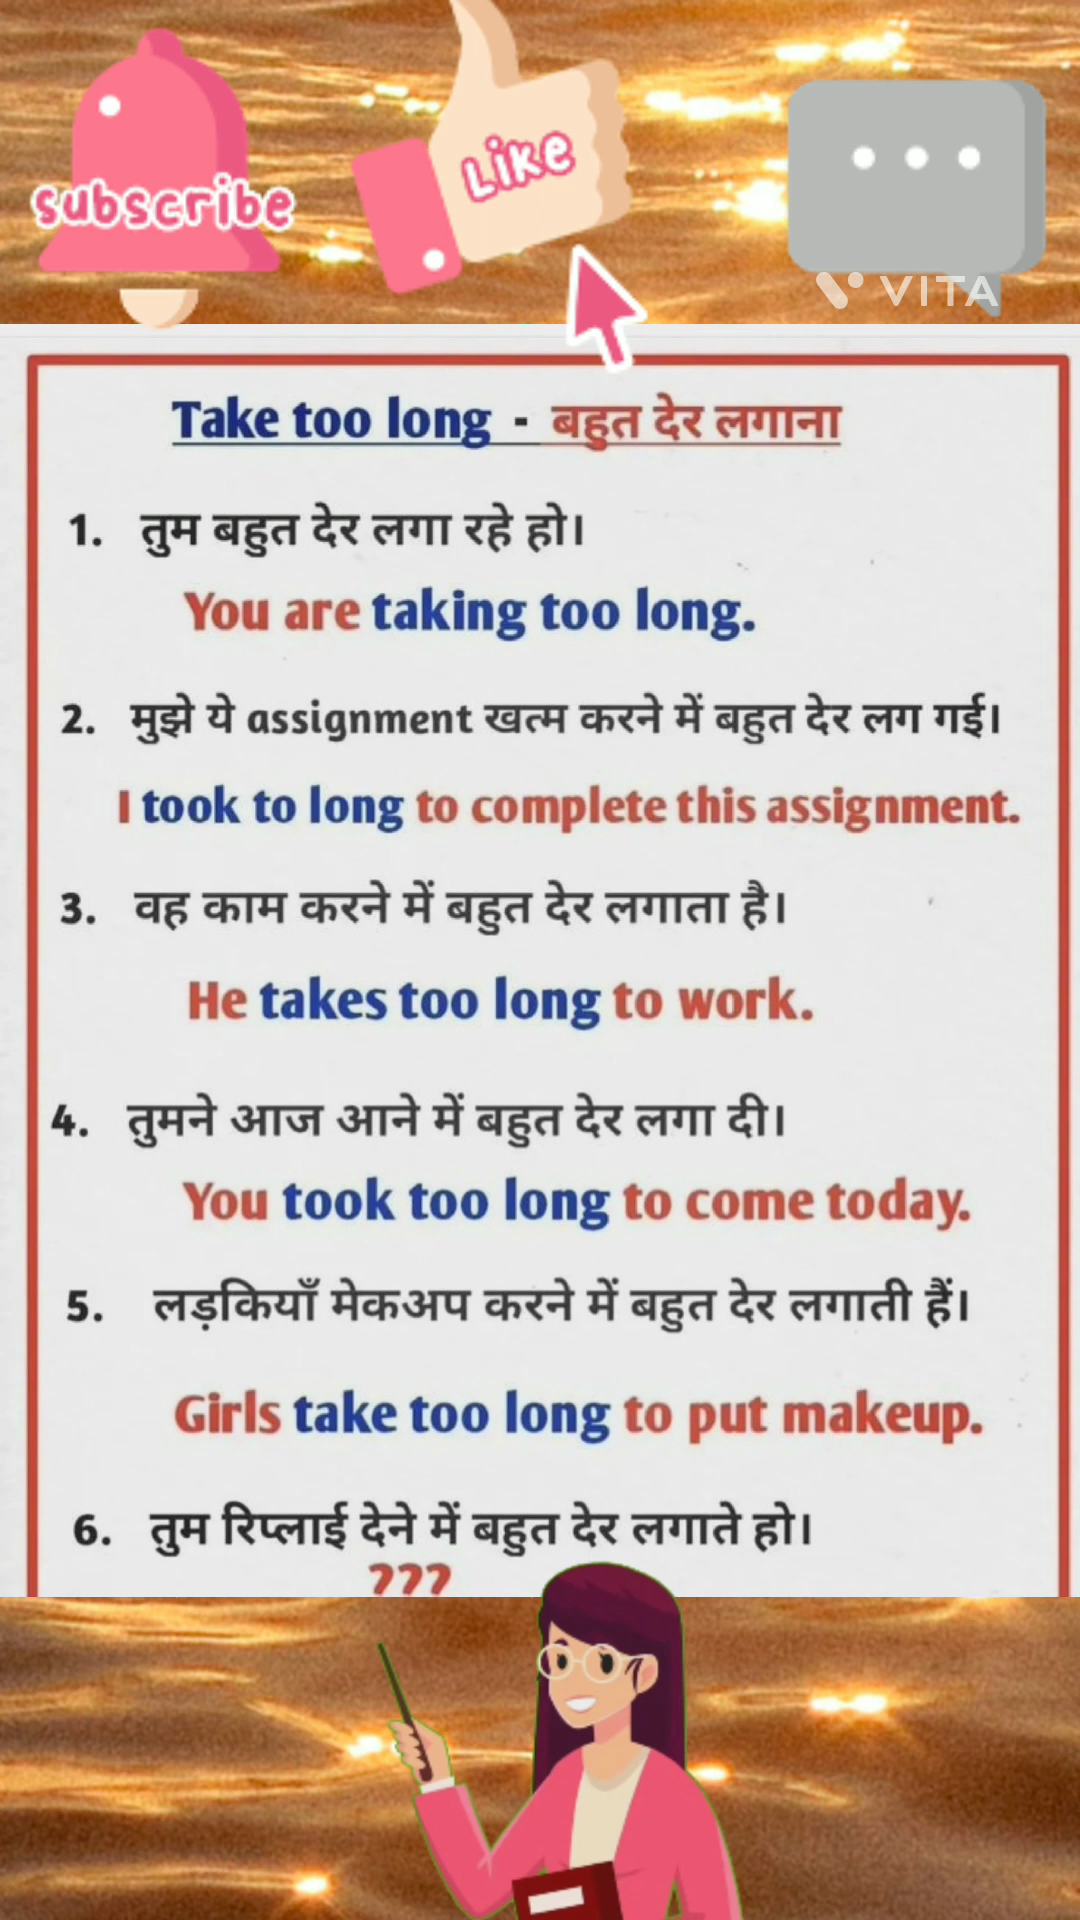 subscribe
Like
VITA
Take too long - बहुत देर लगाना
1. तुम बहुत देर लगा रहे हो।
You are taking too long.
2. मुझे ये assignment खत्म करने में बहुत देर लग गई।
I took to long to complete this assignment.
3. वह काम करने में बहुत देर लगाता है।
He takes too long to work.
4. तुमने आज आने में बहुत देर लगा दी।
You took too long to come today.
5. लड़कियाँ मेकअप करने में बहुत देर लगाती हैं।
Girls take too long to put makeup.
6. तुम रिप्लाई देने में बहुत देर लगाते हो।
???